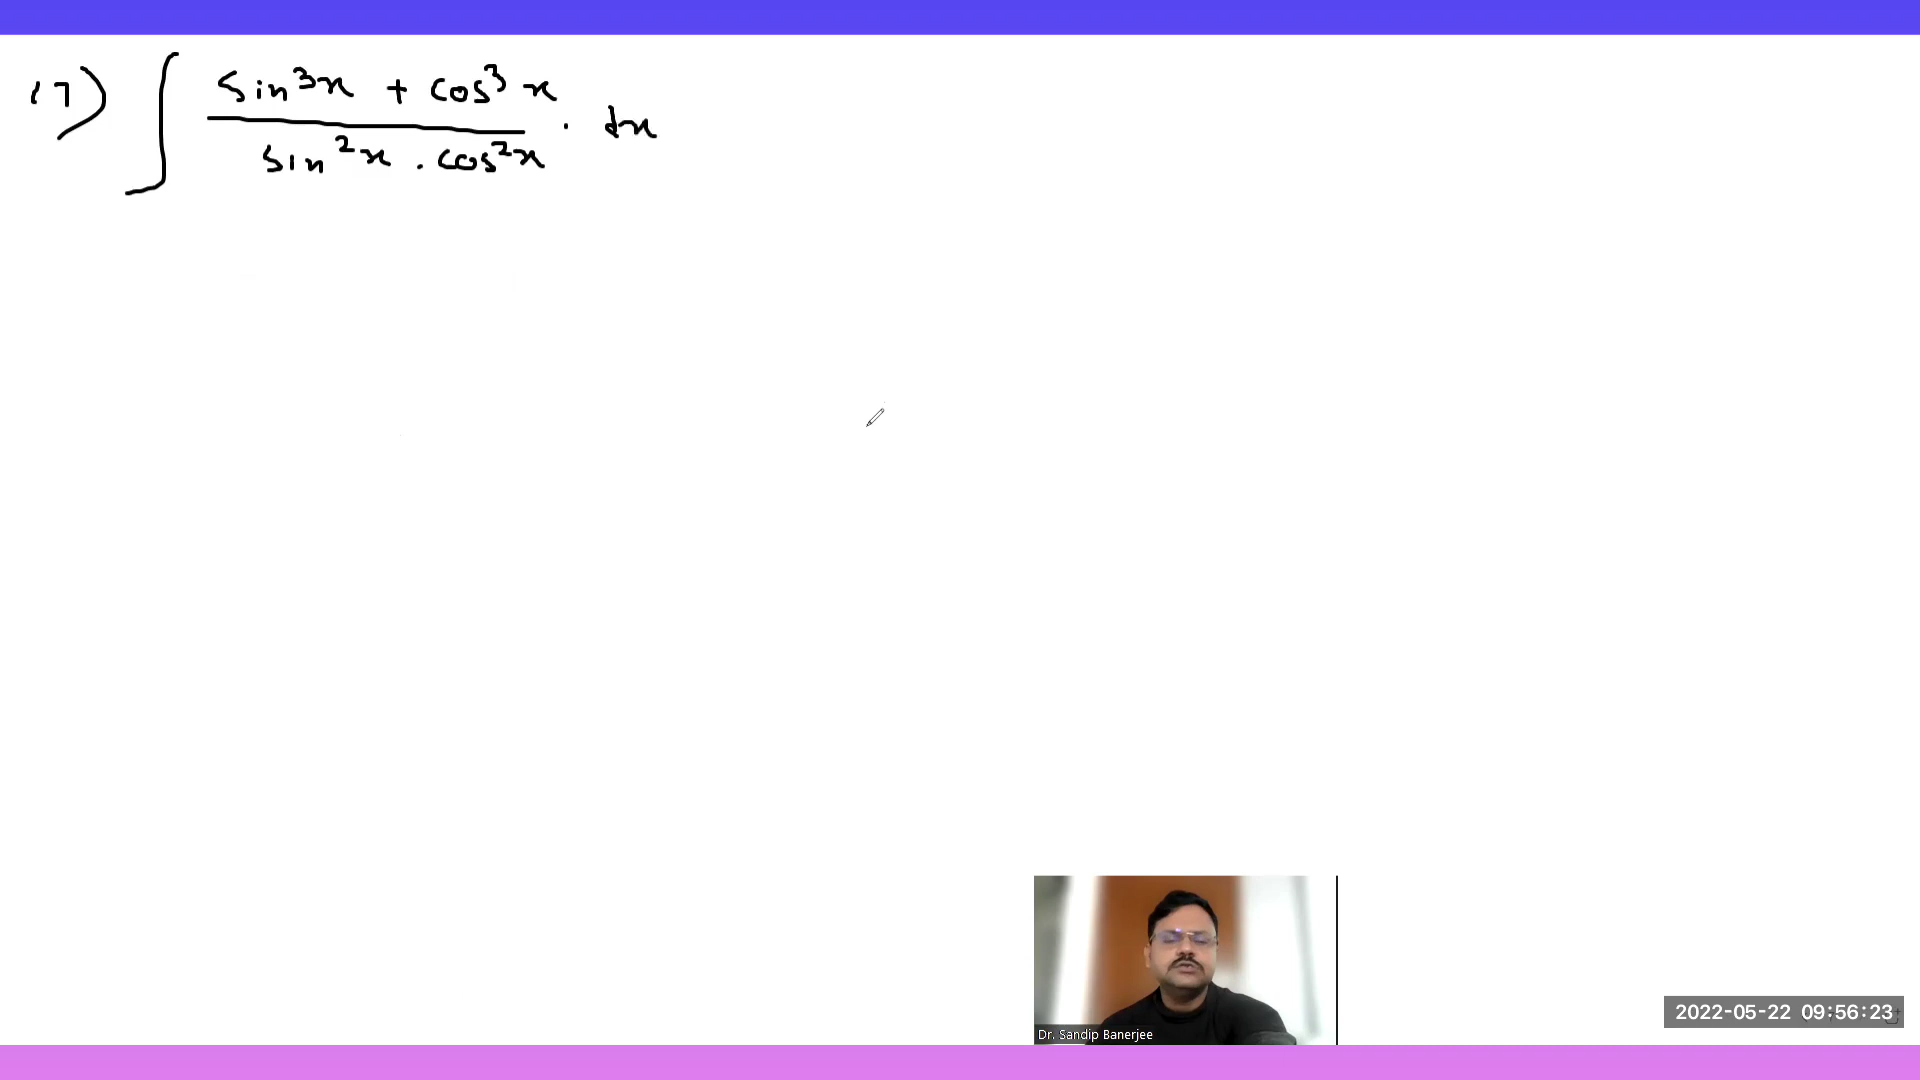 17) ∫ sin³x + cos³x / sin²x . cos²x . dx
Dr. Sandip Banerjee
2022-05-22 09:56:23